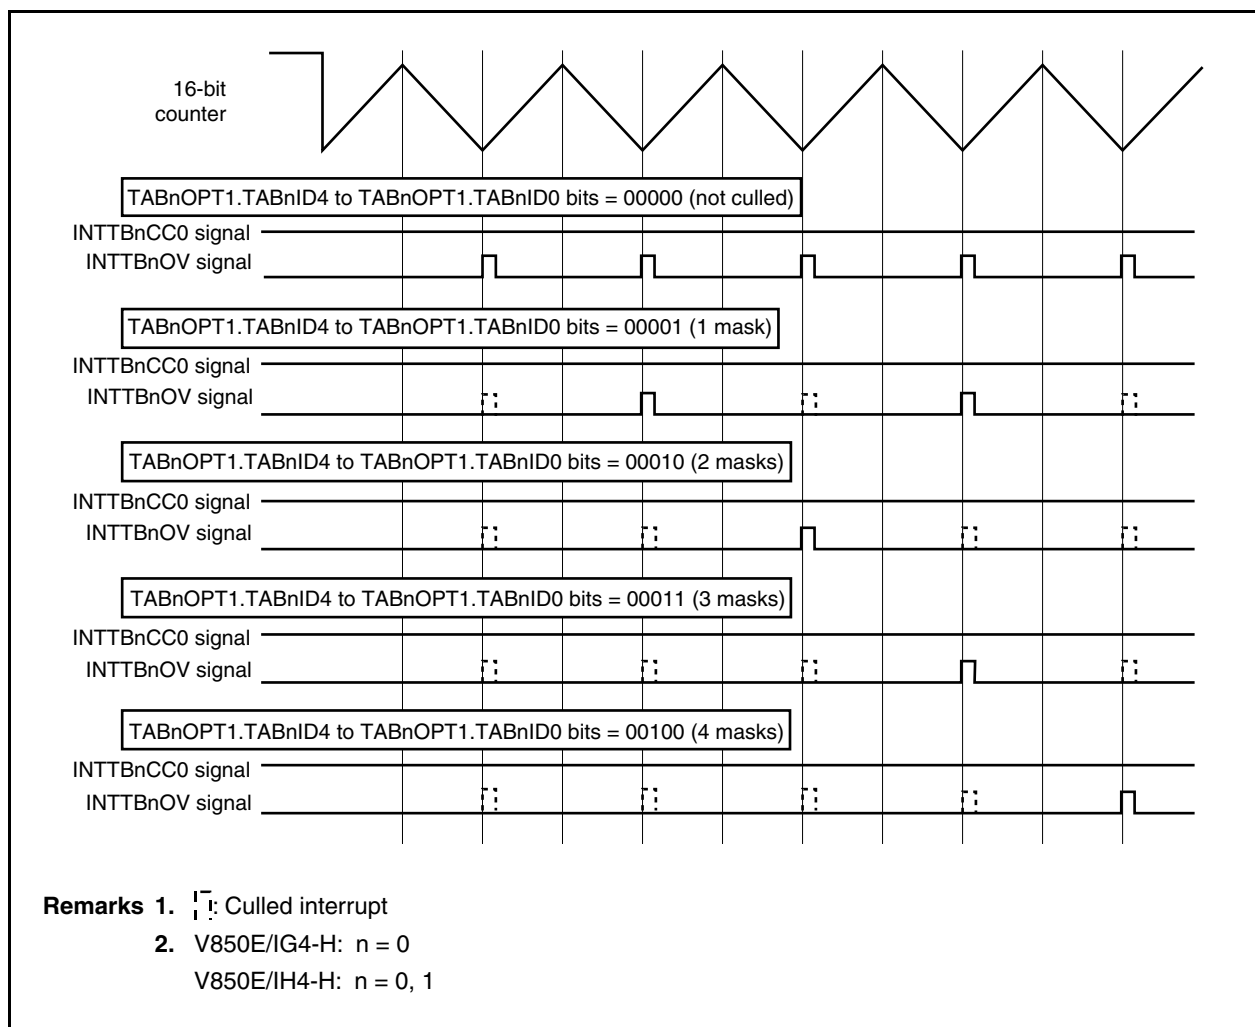 16-bit
counter
TABnOPT1.TABnID4 to TABnOPT1.TABnID0 bits = 00000 (not culled)
INTTBnCC0 signal
INTTBnOV signal
TABnOPT1.TABnID4 to TABnOPT1.TABnID0 bits = 00001 (1 mask)
INTTBnCC0 signal
INTTBnOV signal
TABnOPT1.TABnID4 to TABnOPT1.TABnID0 bits = 00010 (2 masks)
INTTBnCC0 signal
INTTBnOV signal
TABnOPT1.TABnID4 to TABnOPT1.TABnID0 bits = 00011 (3 masks)
INTTBnCC0 signal
INTTBnOV signal
TABnOPT1.TABnID4 to TABnOPT1.TABnID0 bits = 00100 (4 masks)
INTTBnCC0 signal
INTTBnOV signal
Remarks 1. : Culled interrupt
2. V850E/IG4-H: n = 0
V850E/IH4-H: n = 0, 1